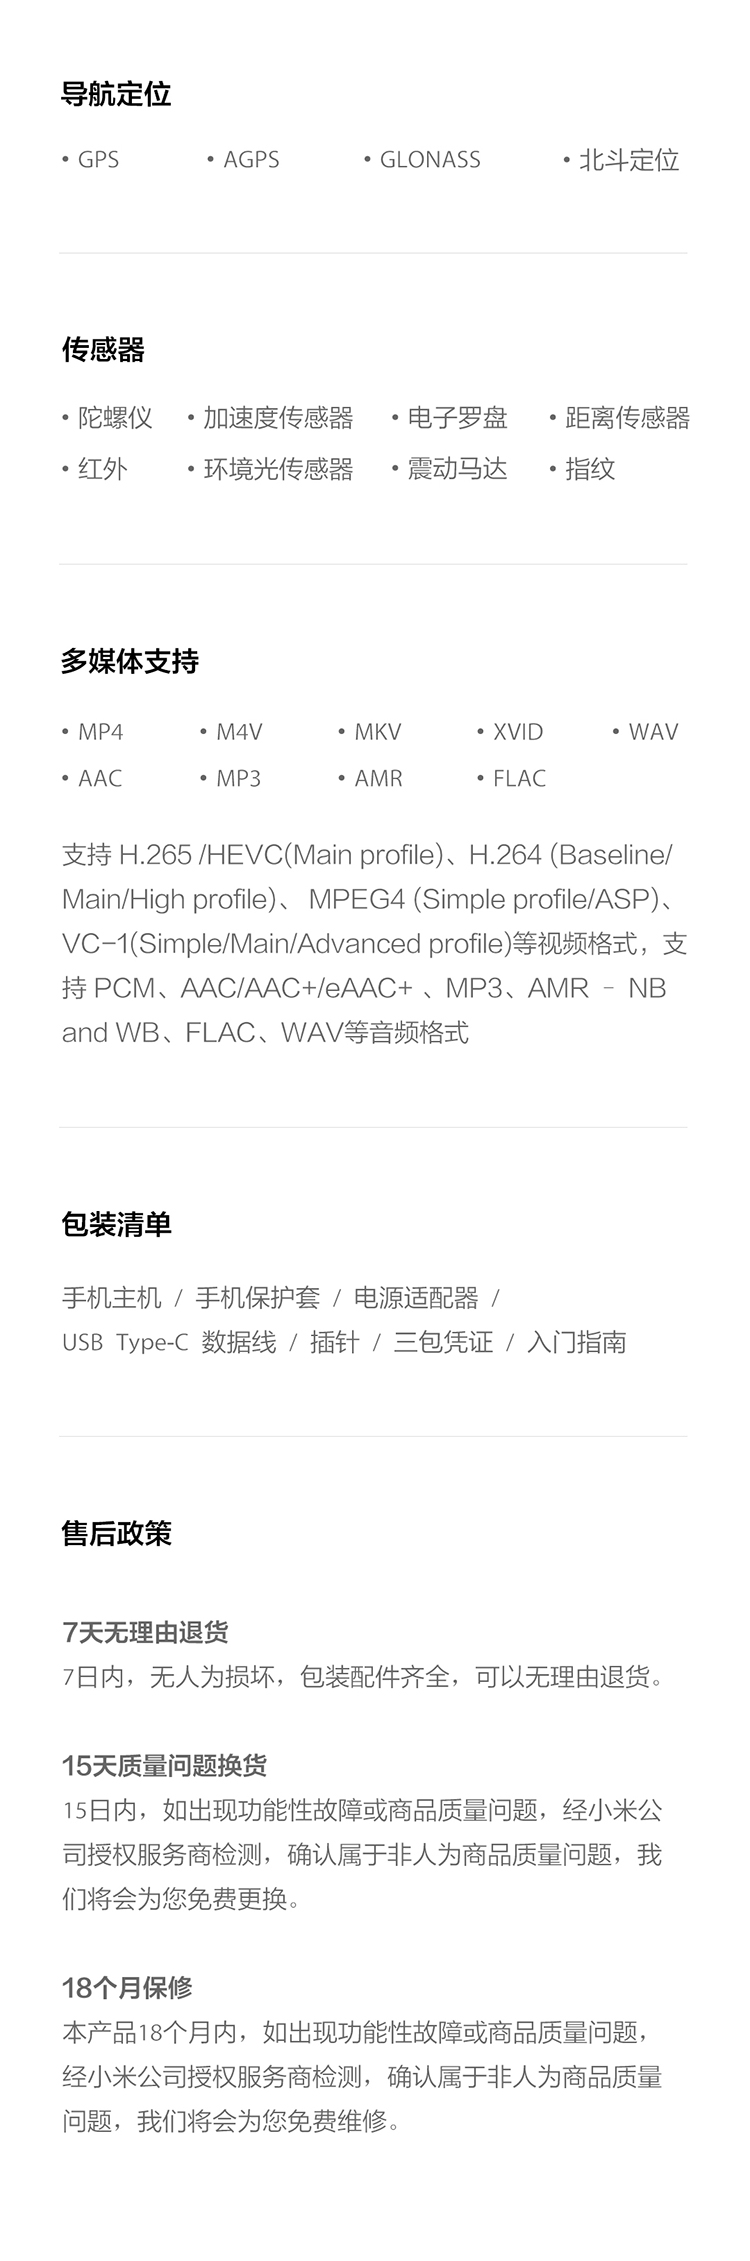 导航定位
• GPS • AGPS • GLONASS • 北斗定位
传感器
• 陀螺仪 • 加速度传感器 • 电子罗盘 • 距离传感器
• 红外 • 环境光传感器 • 震动马达 • 指纹
多媒体支持
• MP4 • M4V • MKV • XVID • WAV
• AAC • MP3 • AMR • FLAC
支持 H.265 /HEVC(Main profile)、H.264 (Baseline/
Main/High profile)、 MPEG4 (Simple profile/ASP)、
VC-1(Simple/Main/Advanced profile)等视频格式，支
持 PCM、AAC/AAC+/eAAC+ 、MP3、AMR – NB
and WB、FLAC、WAV等音频格式
包装清单
手机主机 / 手机保护套 / 电源适配器 /
USB Type-C 数据线 / 插针 / 三包凭证 / 入门指南
售后政策
7天无理由退货
7日内，无人为损坏，包装配件齐全，可以无理由退货。
15天质量问题换货
15日内，如出现功能性故障或商品质量问题，经小米公
司授权服务商检测，确认属于非人为商品质量问题，我
们将会为您免费更换。
18个月保修
本产品18个月内，如出现功能性故障或商品质量问题，
经小米公司授权服务商检测，确认属于非人为商品质量
问题，我们将会为您免费维修。